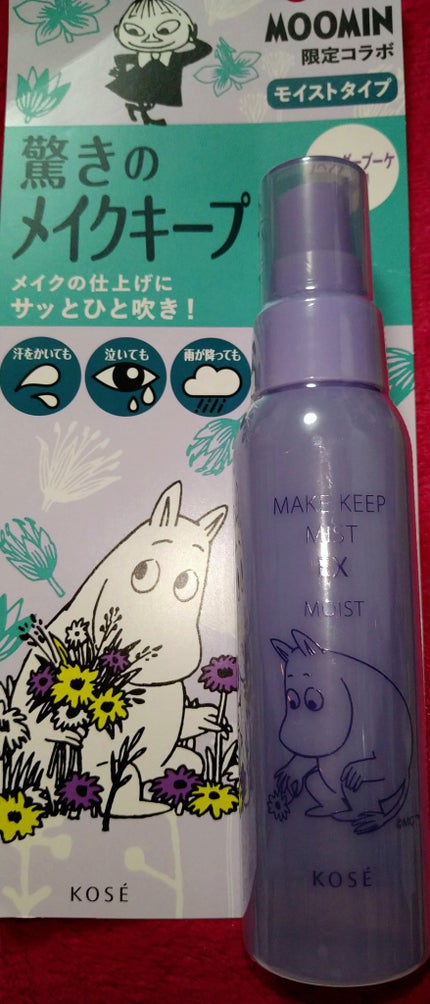 MOOMIN
限定コラボ
モイストタイプ
ブーケ
驚きの
メイクキープ
メイクの仕上げに
サッとひと吹き!
汗をかいても
泣いても
雨が降っても
KOSÉ
MAKE KEEP
MIST
EX
MOIST
KOSÉ